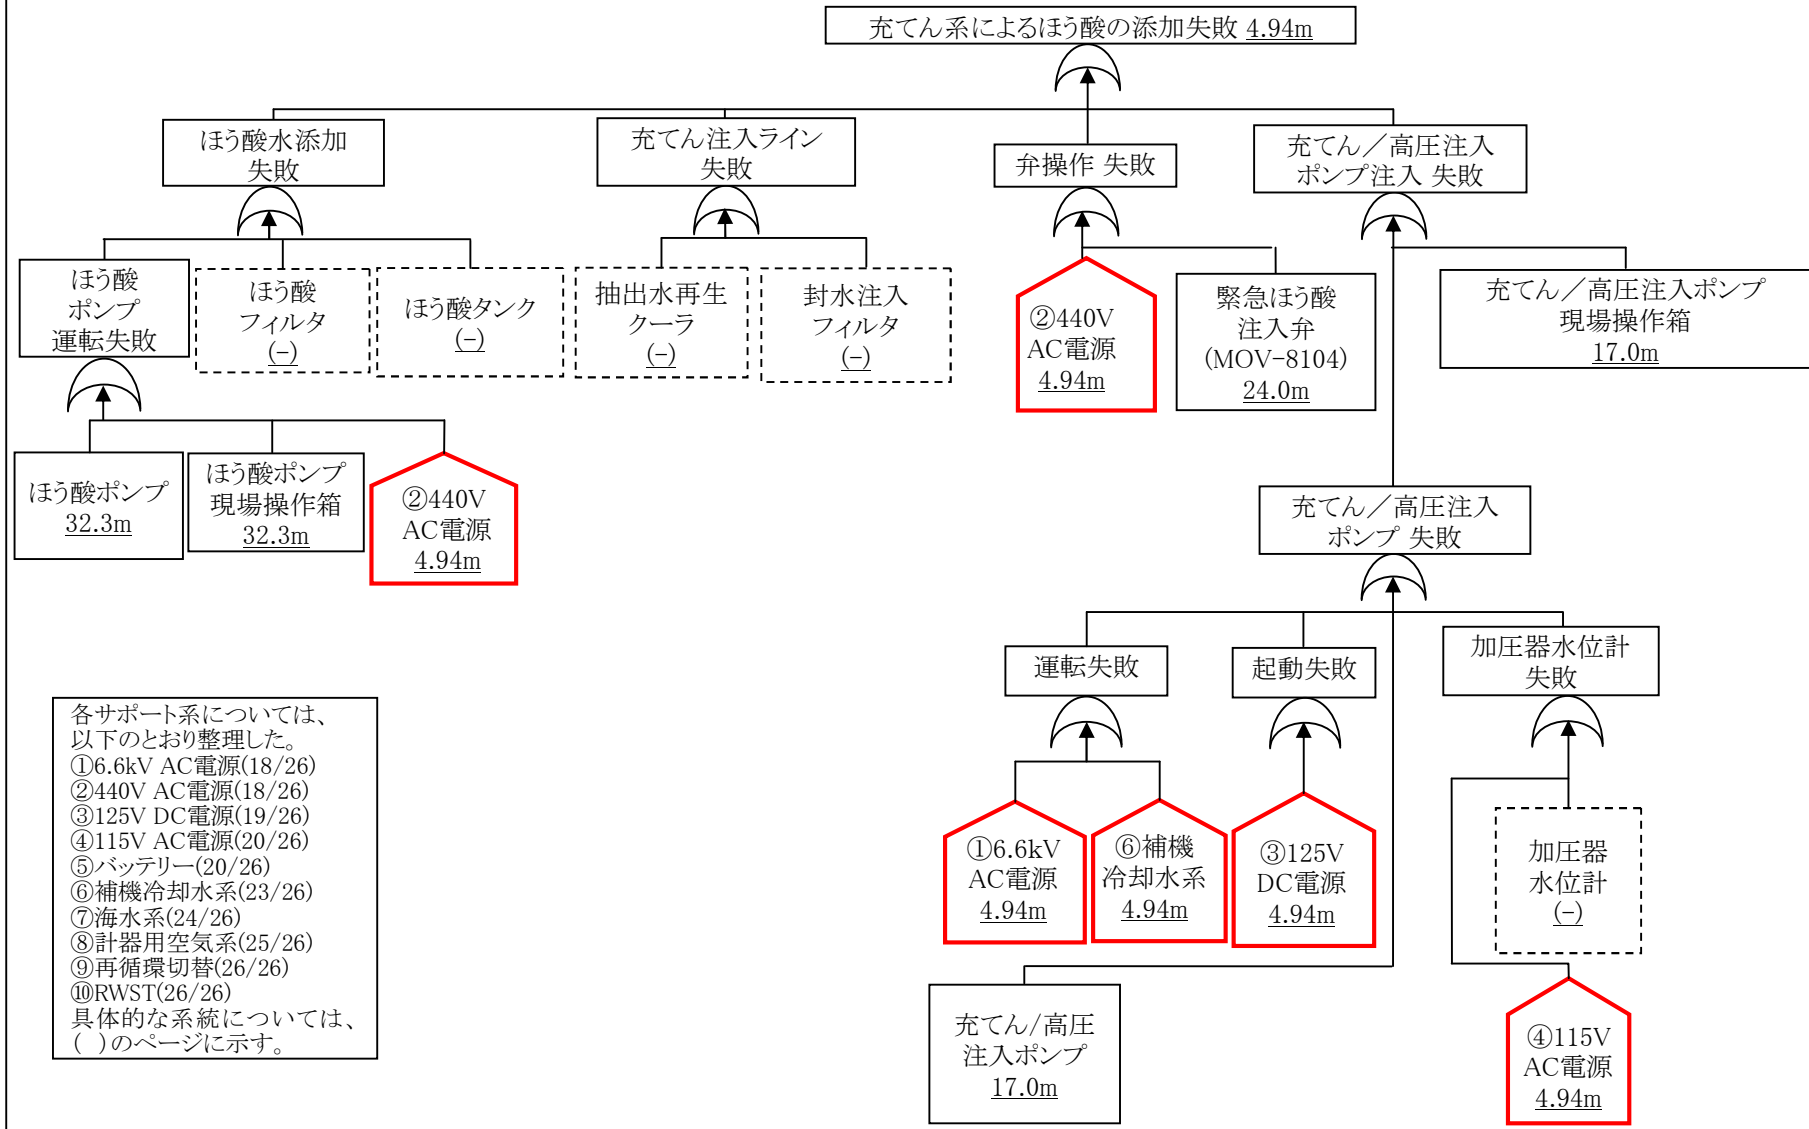 充てん系によるほう酸の添加失敗 4.94m
ほう酸水添加
失敗
充てん注入ライン
失敗
弁操作 失敗
充てん／高圧注入
ポンプ注入 失敗
ほう酸
ポンプ
運転失敗
ほう酸
フィルタ
(-)
ほう酸タンク
(-)
抽出水再生
クーラ
(-)
封水注入
フィルタ
(-)
②440V
AC電源
4.94m
緊急ほう酸
注入弁
(MOV-8104)
24.0m
充てん／高圧注入ポンプ
現場操作箱
17.0m
ほう酸ポンプ
32.3m
ほう酸ポンプ
現場操作箱
32.3m
②440V
AC電源
4.94m
充てん／高圧注入
ポンプ 失敗
運転失敗
起動失敗
加圧器水位計
失敗
①6.6kV
AC電源
4.94m
⑥補機
冷却水系
4.94m
③125V
DC電源
4.94m
加圧器
水位計
(-)
充てん/高圧
注入ポンプ
17.0m
④115V
AC電源
4.94m
各サポート系については、
以下のとおり整理した。
①6.6kV AC電源(18/26)
②440V AC電源(18/26)
③125V DC電源(19/26)
④115V AC電源(20/26)
⑤バッテリー(20/26)
⑥補機冷却水系(23/26)
⑦海水系(24/26)
⑧計器用空気系(25/26)
⑨再循環切替(26/26)
⑩RWST(26/26)
具体的な系統については、
( )のページに示す。